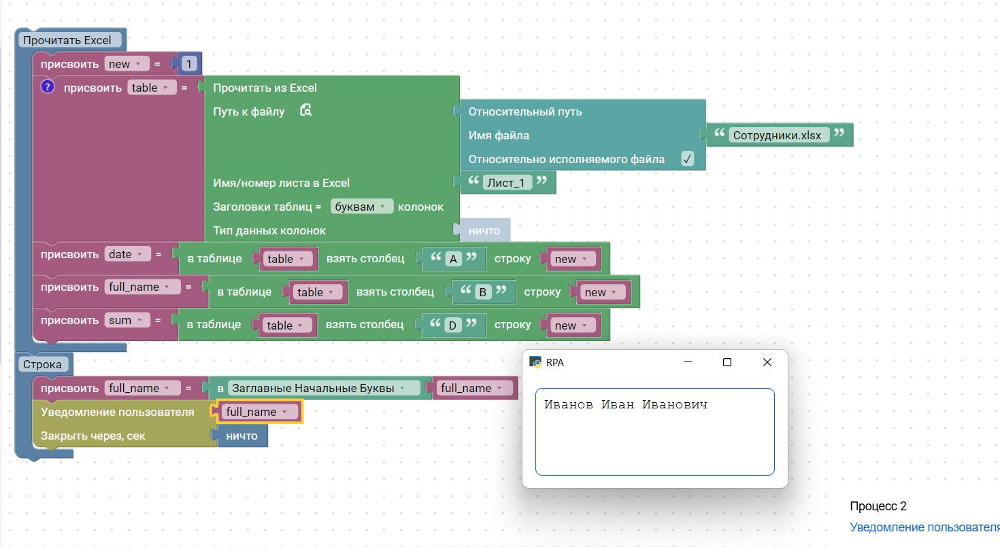 Прочитать Excel
присвоить new = 1
? присвоить table = Прочитать из Excel
Путь к файлу
Относительный путь
Имя файла “ Сотрудники.xlsx ”
Относительно исполняемого файла ✓
Имя/номер листа в Excel “ Лист_1 ”
Заголовки таблиц = буквам колонок
Тип данных колонок ничто
присвоить date = в таблице table взять столбец “ A ” строку new
присвоить full_name = в таблице table взять столбец “ B ” строку new
присвоить sum = в таблице table взять столбец “ D ” строку new
Строка
присвоить full_name = в Заглавные Начальные Буквы full_name
Уведомление пользователя full_name
Закрыть через, сек ничто
RPA
Иванов Иван Иванович
Процесс 2
Уведомление пользователя